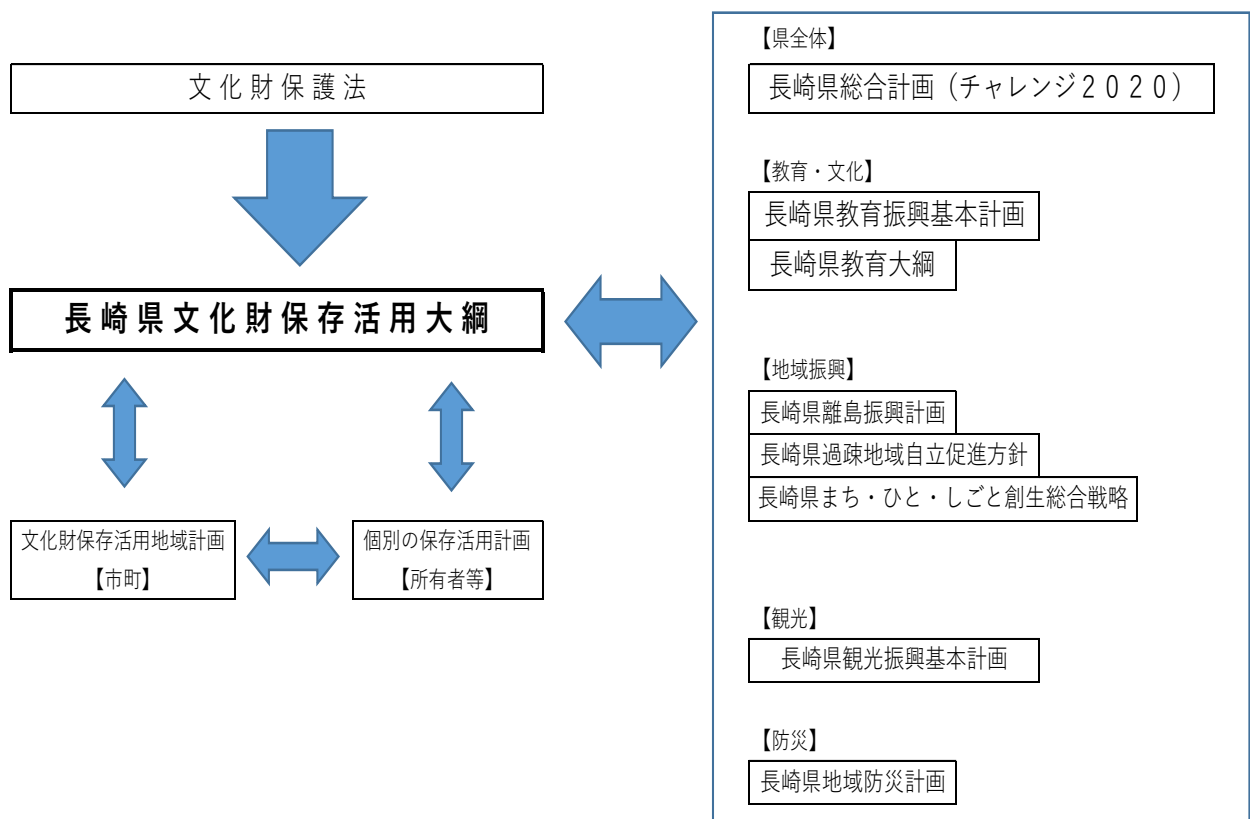 文化財保護法
長崎県文化財保存活用大綱
文化財保存活用地域計画
【市町】
個別の保存活用計画
【所有者等】
【県全体】
長崎県総合計画(チャレンジ2020)
【教育・文化】
長崎県教育振興基本計画
長崎県教育大綱
【地域振興】
長崎県離島振興計画
長崎県過疎地域自立促進方針
長崎県まち・ひと・しごと創生総合戦略
【観光】
長崎県観光振興基本計画
【防災】
長崎県地域防災計画